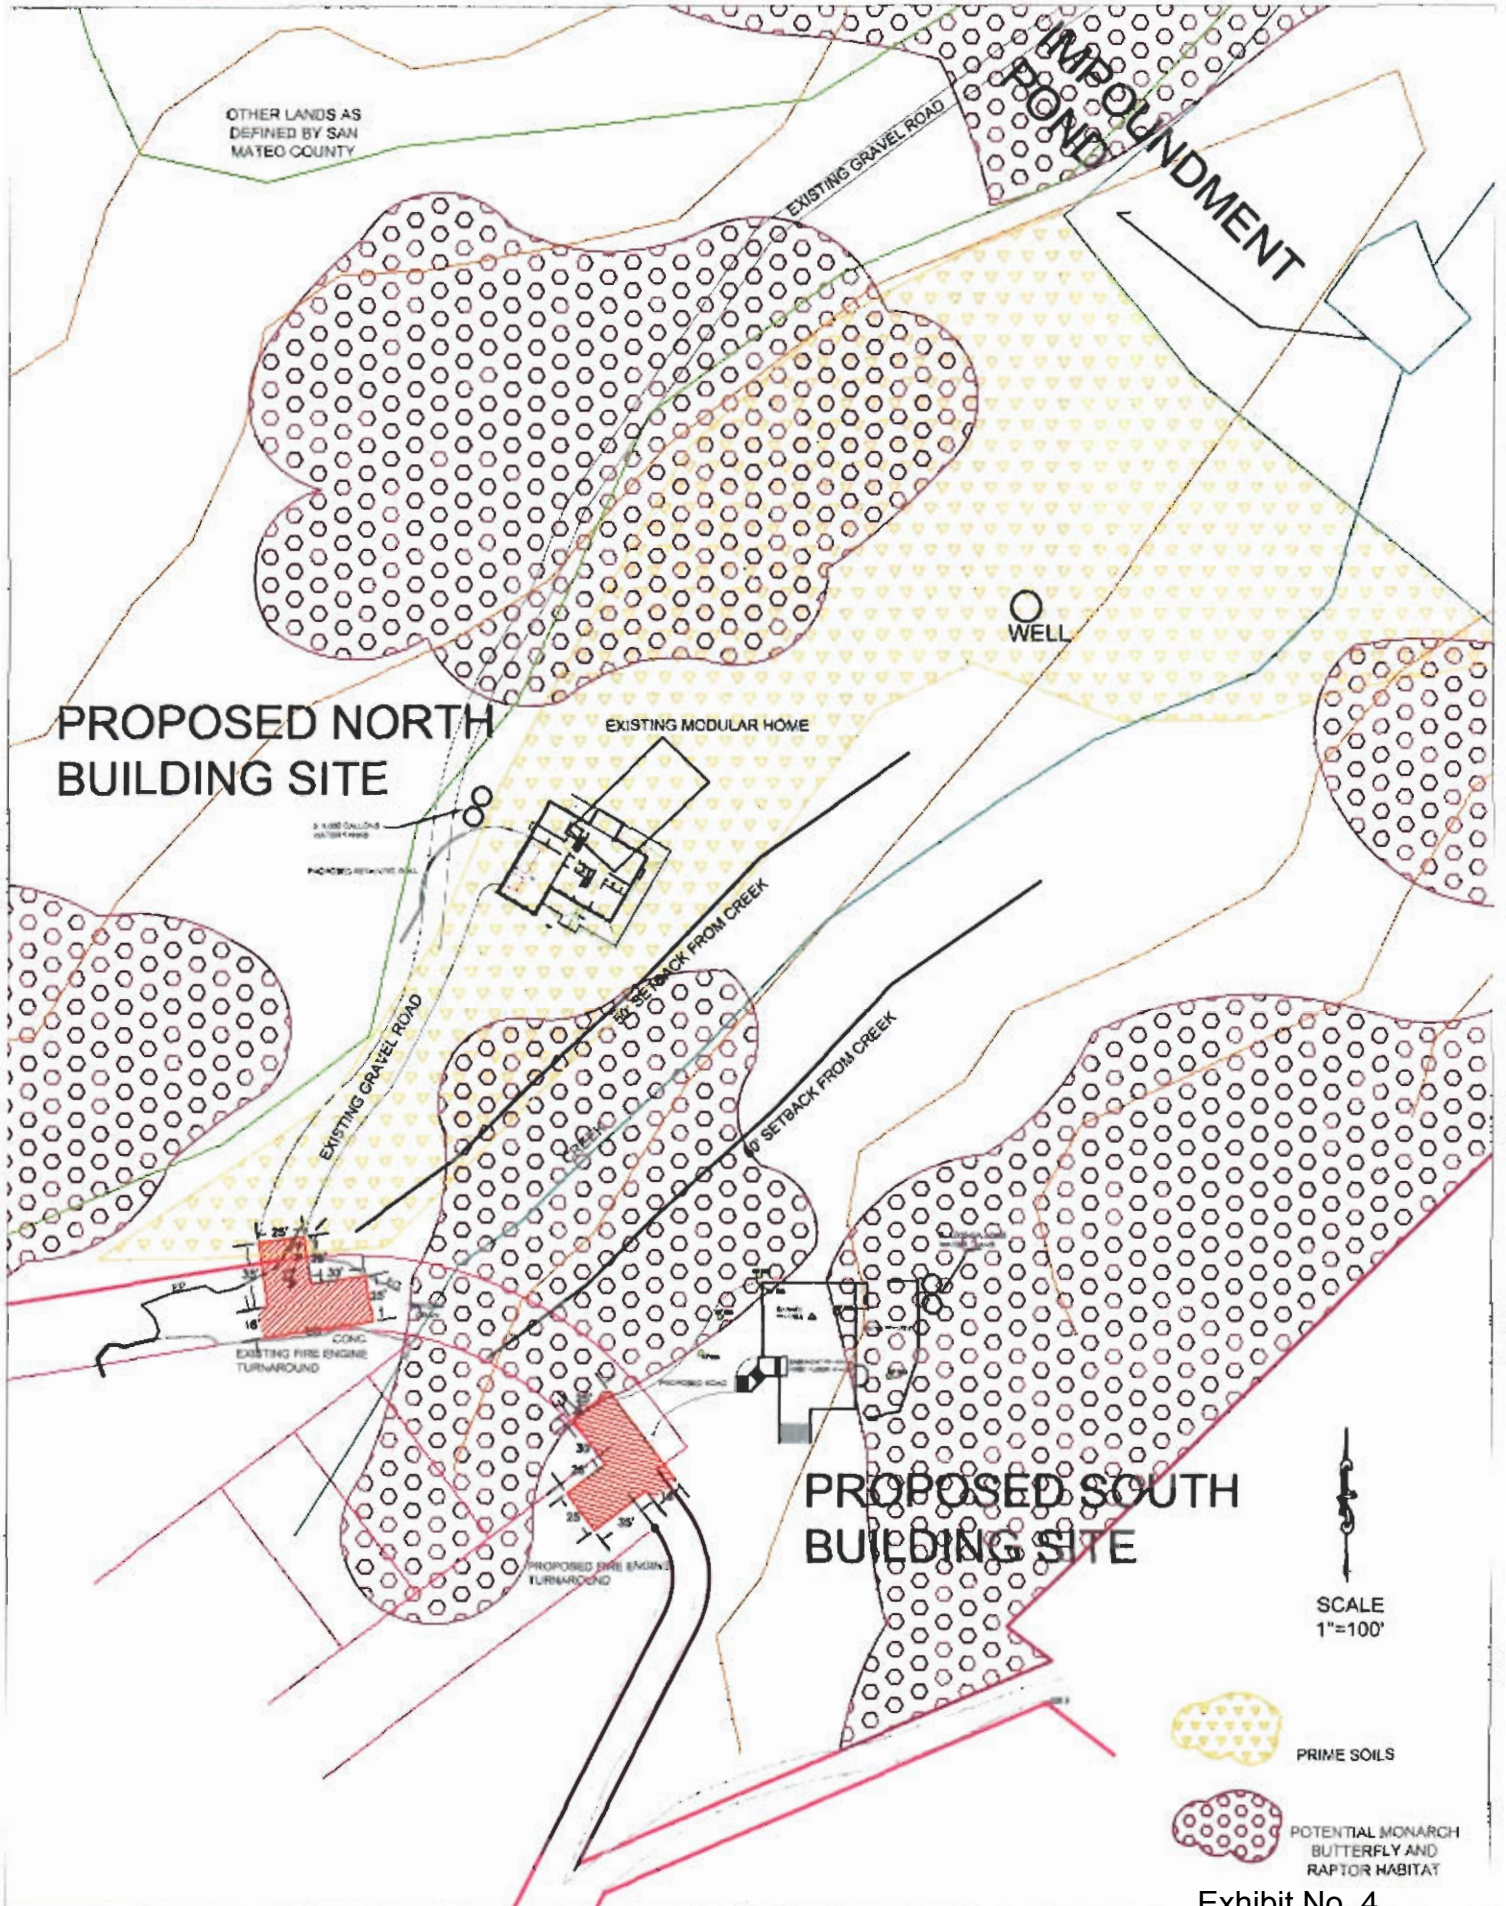 OTHER LANDS AS
DEFINED BY SAN
MATEO COUNTY
EXISTING GRAVEL ROAD
IMPOUNDMENT
POND
WELL
PROPOSED NORTH
BUILDING SITE
EXISTING MODULAR HOME
50' SETBACK FROM CREEK
EXISTING GRAVEL ROAD
CREEK
SETBACK FROM CREEK
25'
30'
CONC
EXISTING FIRE ENGINE
TURNAROUND
PROPOSED ROAD
25'
35'
PROPOSED FIRE ENGINE
TURNAROUND
PROPOSED SOUTH
BUILDING SITE
SCALE
1"=100'
PRIME SOILS
POTENTIAL MONARCH
BUTTERFLY AND
RAPTOR HABITAT
Exhibit No. 4